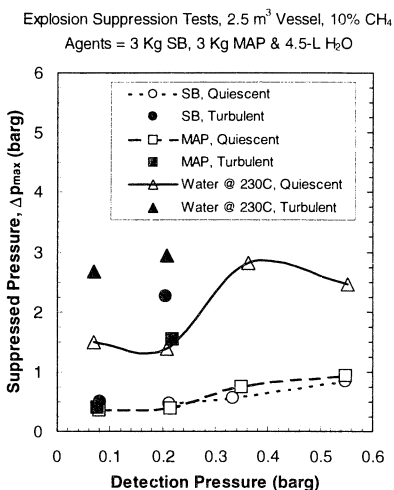 Explosion Suppression Tests, 2.5 m³ Vessel, 10% CH₄
Agents = 3 Kg SB, 3 Kg MAP & 4.5-L H₂O
6
5
4
3
2
1
0
Suppressed Pressure, Δpmax (barg)
SB, Quiescent
SB, Turbulent
MAP, Quiescent
MAP, Turbulent
Water @ 230C, Quiescent
Water @ 230C, Turbulent
0 0.1 0.2 0.3 0.4 0.5 0.6
Detection Pressure (barg)